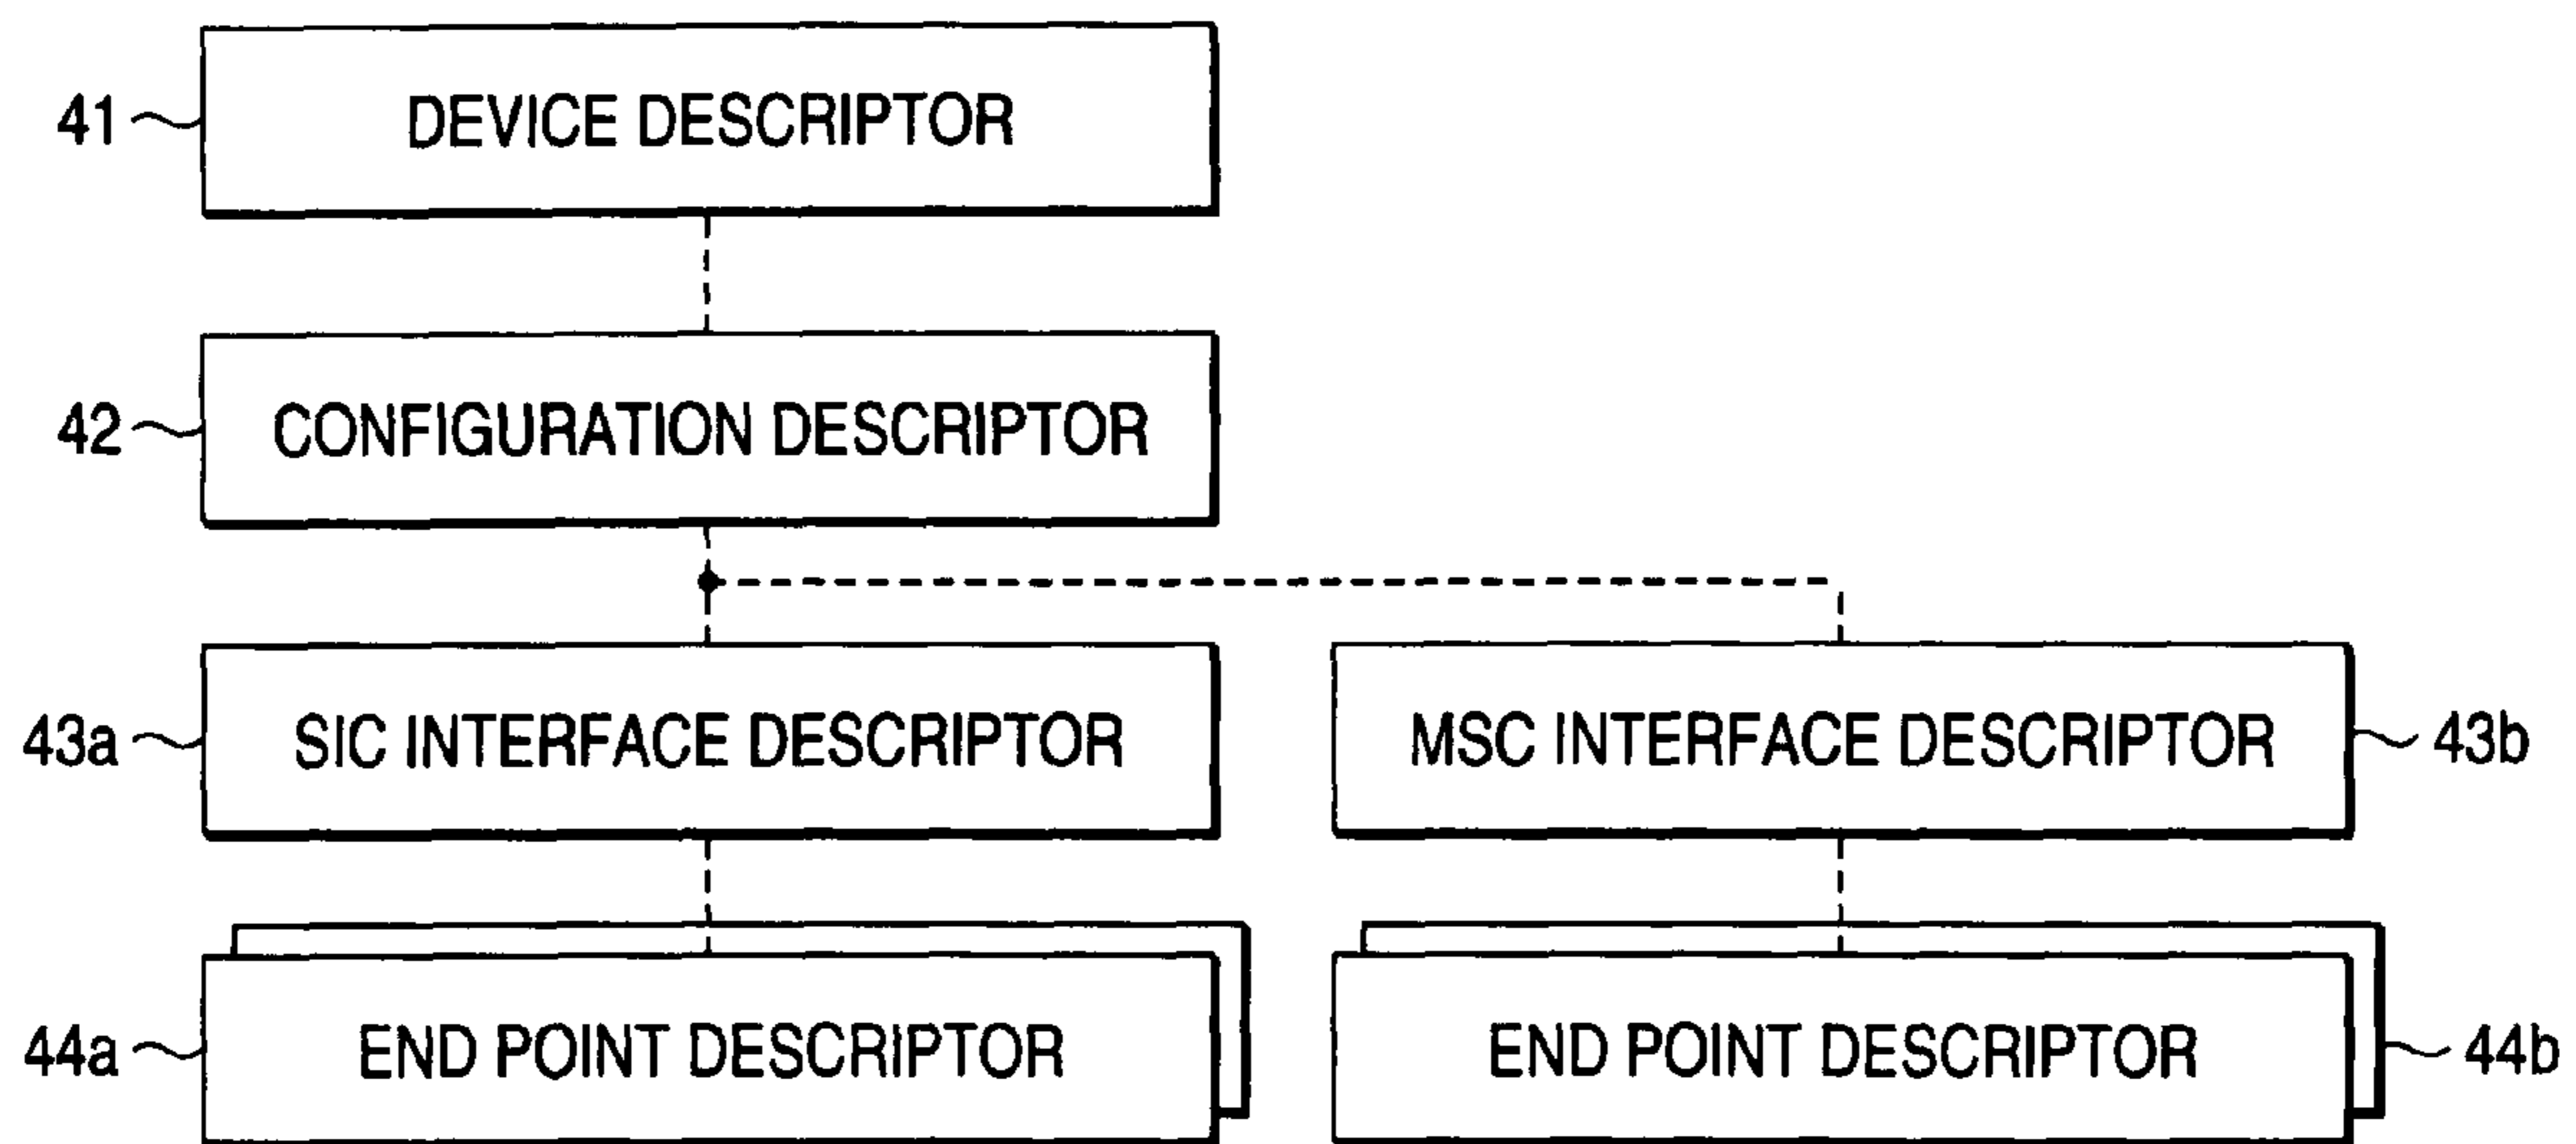 41 DEVICE DESCRIPTOR
42 CONFIGURATION DESCRIPTOR
43a SIC INTERFACE DESCRIPTOR MSC INTERFACE DESCRIPTOR 43b
44a END POINT DESCRIPTOR END POINT DESCRIPTOR 44b